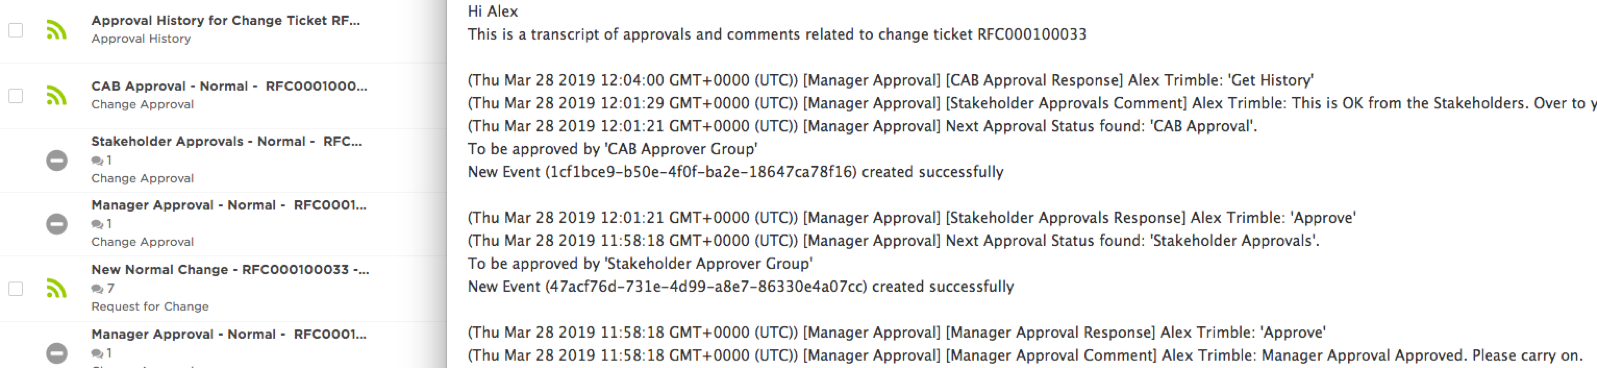 Approval History for Change Ticket RF...
Approval History
CAB Approval - Normal - RFC0001000...
Change Approval
Stakeholder Approvals - Normal - RFC...
1
Change Approval
Manager Approval - Normal - RFC0001...
1
Change Approval
New Normal Change - RFC000100033 -...
7
Request for Change
Manager Approval - Normal - RFC0001...
1
Hi Alex
This is a transcript of approvals and comments related to change ticket RFC000100033
(Thu Mar 28 2019 12:04:00 GMT+0000 (UTC)) [Manager Approval] [CAB Approval Response] Alex Trimble: 'Get History'
(Thu Mar 28 2019 12:01:29 GMT+0000 (UTC)) [Manager Approval] [Stakeholder Approvals Comment] Alex Trimble: This is OK from the Stakeholders. Over to y
(Thu Mar 28 2019 12:01:21 GMT+0000 (UTC)) [Manager Approval] Next Approval Status found: 'CAB Approval'.
To be approved by 'CAB Approver Group'
New Event (1cf1bce9-b50e-4f0f-ba2e-18647ca78f16) created successfully
(Thu Mar 28 2019 12:01:21 GMT+0000 (UTC)) [Manager Approval] [Stakeholder Approvals Response] Alex Trimble: 'Approve'
(Thu Mar 28 2019 11:58:18 GMT+0000 (UTC)) [Manager Approval] Next Approval Status found: 'Stakeholder Approvals'.
To be approved by 'Stakeholder Approver Group'
New Event (47acf76d-731e-4d99-a8e7-86330e4a07cc) created successfully
(Thu Mar 28 2019 11:58:18 GMT+0000 (UTC)) [Manager Approval] [Manager Approval Response] Alex Trimble: 'Approve'
(Thu Mar 28 2019 11:58:18 GMT+0000 (UTC)) [Manager Approval] [Manager Approval Comment] Alex Trimble: Manager Approval Approved. Please carry on.